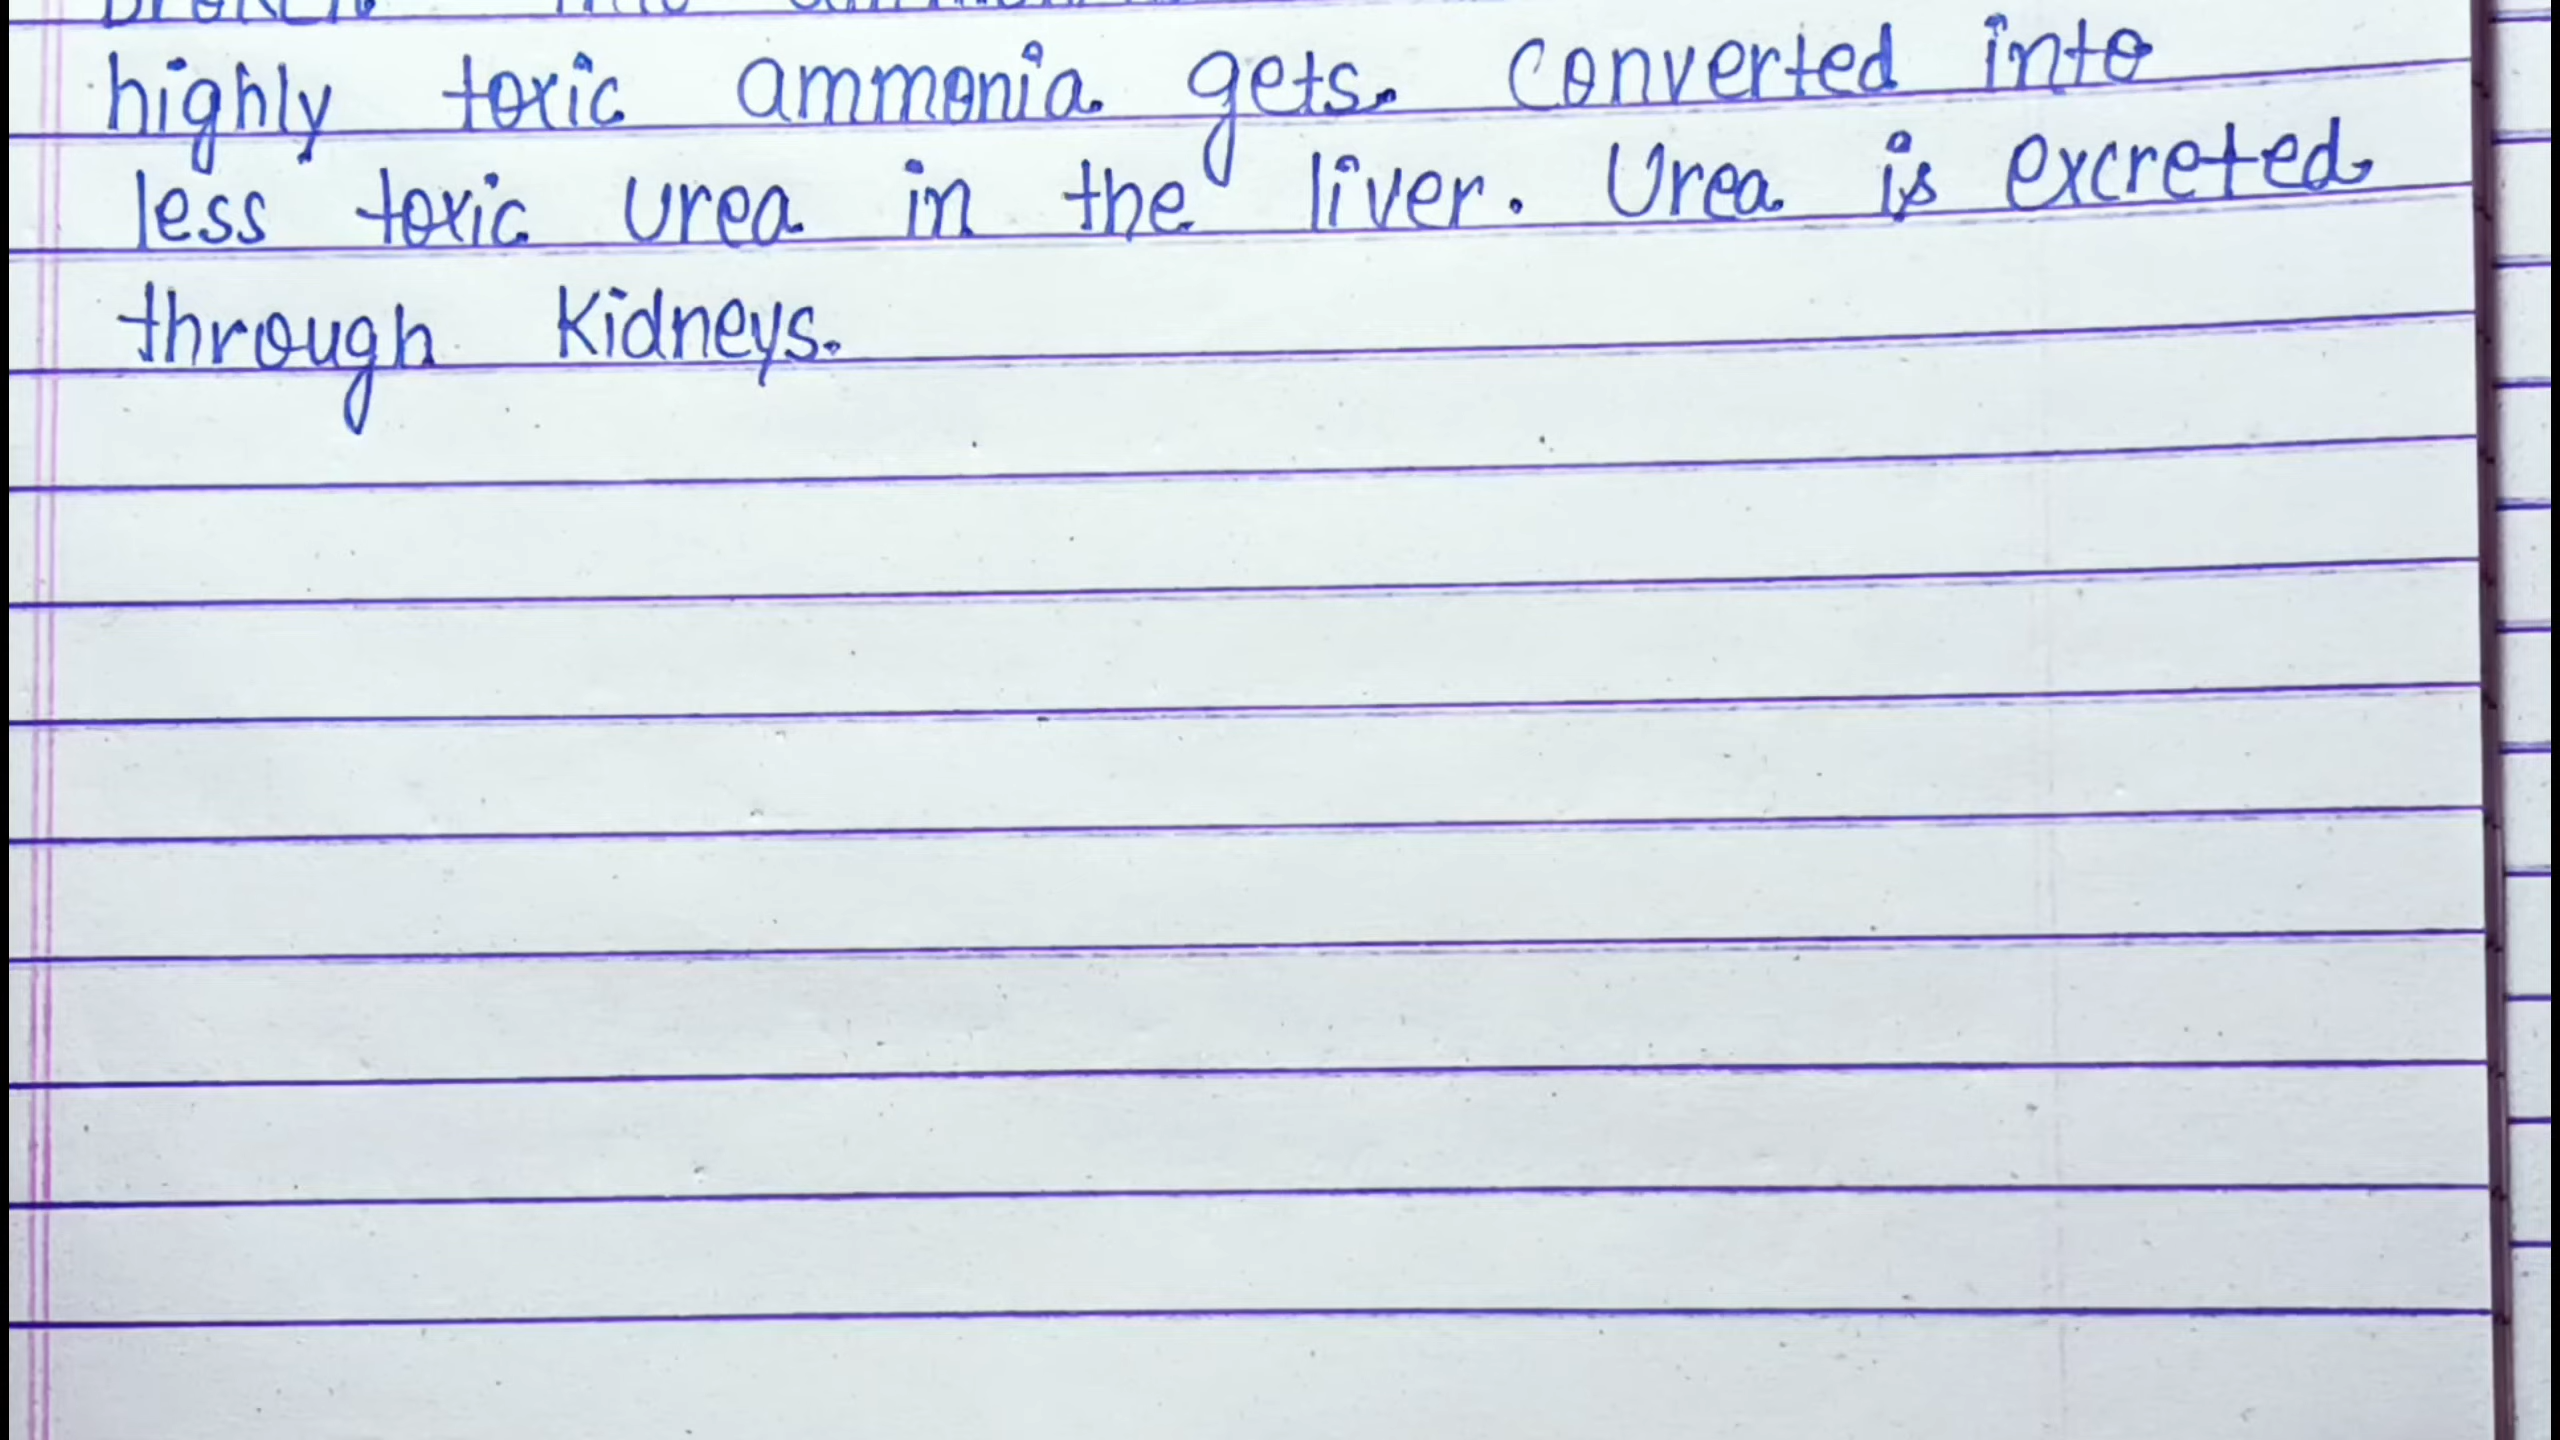 highly toxic ammonia gets converted into
less toxic urea in the liver. Urea is excreted
through kidneys.